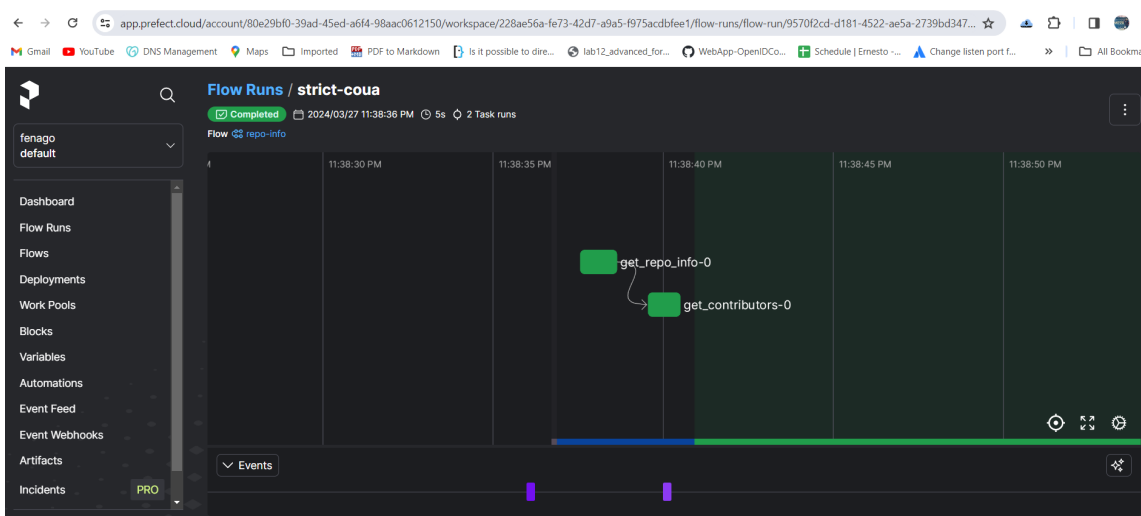 app.prefect.cloud/account/80e29bf0-39ad-45ed-a6f4-98aac0612150/workspace/228ae56a-fe73-42d7-a9a5-f975acdbfee1/flow-runs/flow-run/9570f2cd-d181-4522-ae5a-2739bd347...
Gmail YouTube DNS Management Maps Imported PDF to Markdown Is it possible to dire... lab12_advanced_for... WebApp-OpenIDCo... Schedule | Ernesto -... Change listen port f... » All Bookma
Flow Runs / strict-coua
Completed 2024/03/27 11:38:36 PM 5s 2 Task runs
Flow repo-info
fenago
default
Dashboard
Flow Runs
Flows
Deployments
Work Pools
Blocks
Variables
Automations
Event Feed
Event Webhooks
Artifacts
Incidents PRO
M 11:38:30 PM 11:38:35 PM 11:38:40 PM 11:38:45 PM 11:38:50 PM
get_repo_info-0
get_contributors-0
Events